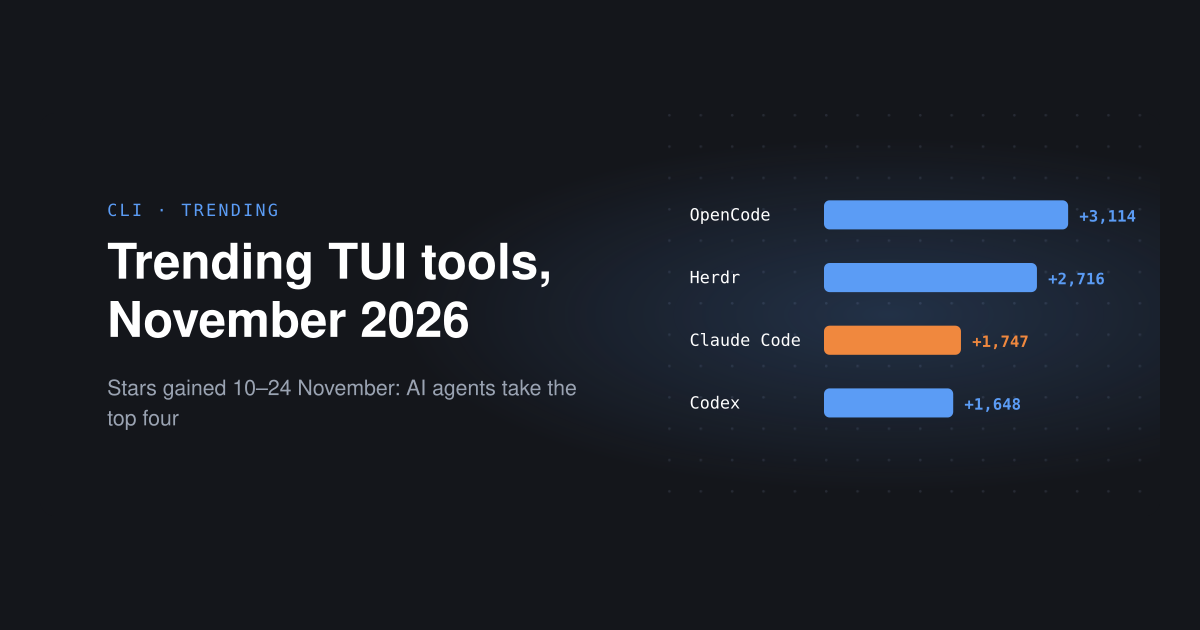 CLI · TRENDING
Trending TUI tools,
November 2026
Stars gained 10–24 November: AI agents take the
top four
OpenCode +3,114
Herdr +2,716
Claude Code +1,747
Codex +1,648